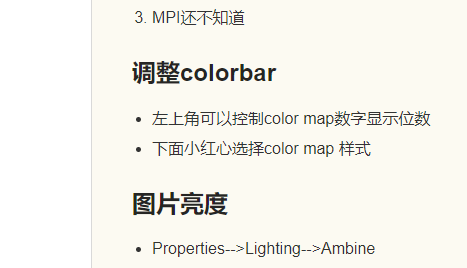 3. MPI还不知道
调整colorbar
• 左上角可以控制color map数字显示位数
• 下面小红心选择color map 样式
图片亮度
• Properties-->Lighting-->Ambine